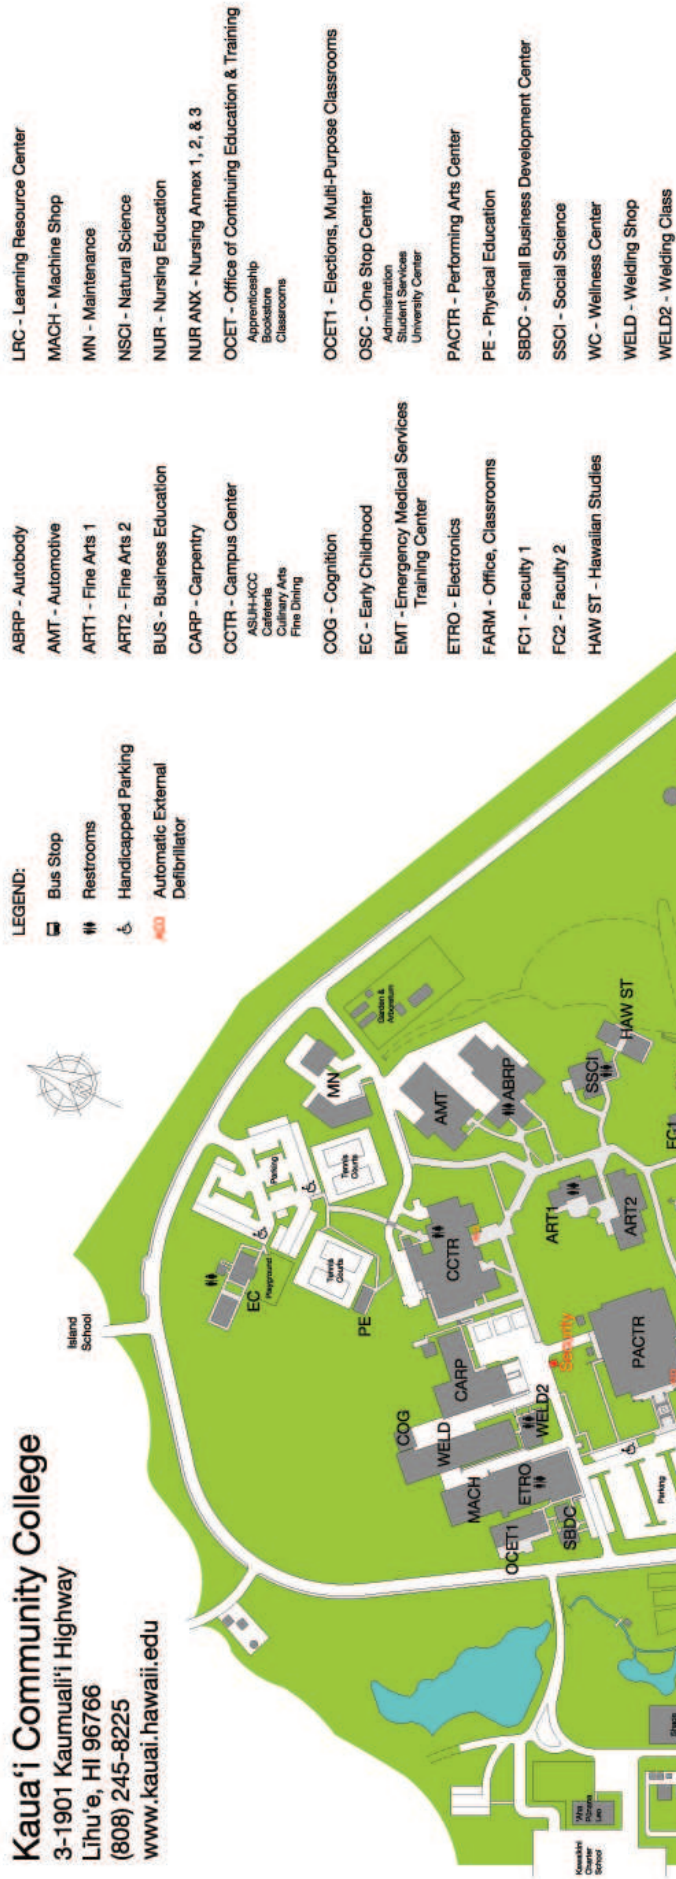 Kaua‘i Community College
3-1901 Kaumuali‘i Highway
Līhu‘e, HI 96766
(808) 245-8225
www.kauai.hawaii.edu
LEGEND:
Bus Stop
Restrooms
Handicapped Parking
AED
Automatic External
Defibrillator
ABRP - Autobody
AMT - Automotive
ART1 - Fine Arts 1
ART2 - Fine Arts 2
BUS - Business Education
CARP - Carpentry
CCTR - Campus Center
ASUH-KCC
Cafeteria
Culinary Arts
Fine Dining
COG - Cognition
EC - Early Childhood
EMT - Emergency Medical Services
Training Center
ETRO - Electronics
FARM - Office, Classrooms
FC1 - Faculty 1
FC2 - Faculty 2
HAW ST - Hawaiian Studies
LRC - Learning Resource Center
MACH - Machine Shop
MN - Maintenance
NSCI - Natural Science
NUR - Nursing Education
NUR ANX - Nursing Annex 1, 2, & 3
OCET - Office of Continuing Education & Training
Apprenticeship
Bookstore
Classrooms
OCET1 - Elections, Multi-Purpose Classrooms
OSC - One Stop Center
Administration
Student Services
University Center
PACTR - Performing Arts Center
PE - Physical Education
SBDC - Small Business Development Center
SSCI - Social Science
WC - Wellness Center
WELD - Welding Shop
WELD2 - Welding Class
Island
School
Parking
EC
Playground
Tennis
Courts
Tennis
Courts
MN
Garden &
Arboretum
PE
COG
CARP
CCTR
AMT
ABRP
WELD
MACH
WELD2
ETRO
OCET1
SBDC
Security
ART1
ART2
SSCI
HAW ST
PACTR
FC1
Parking
Kawaikini
Charter
School
‘Aha
Pūnana
Leo